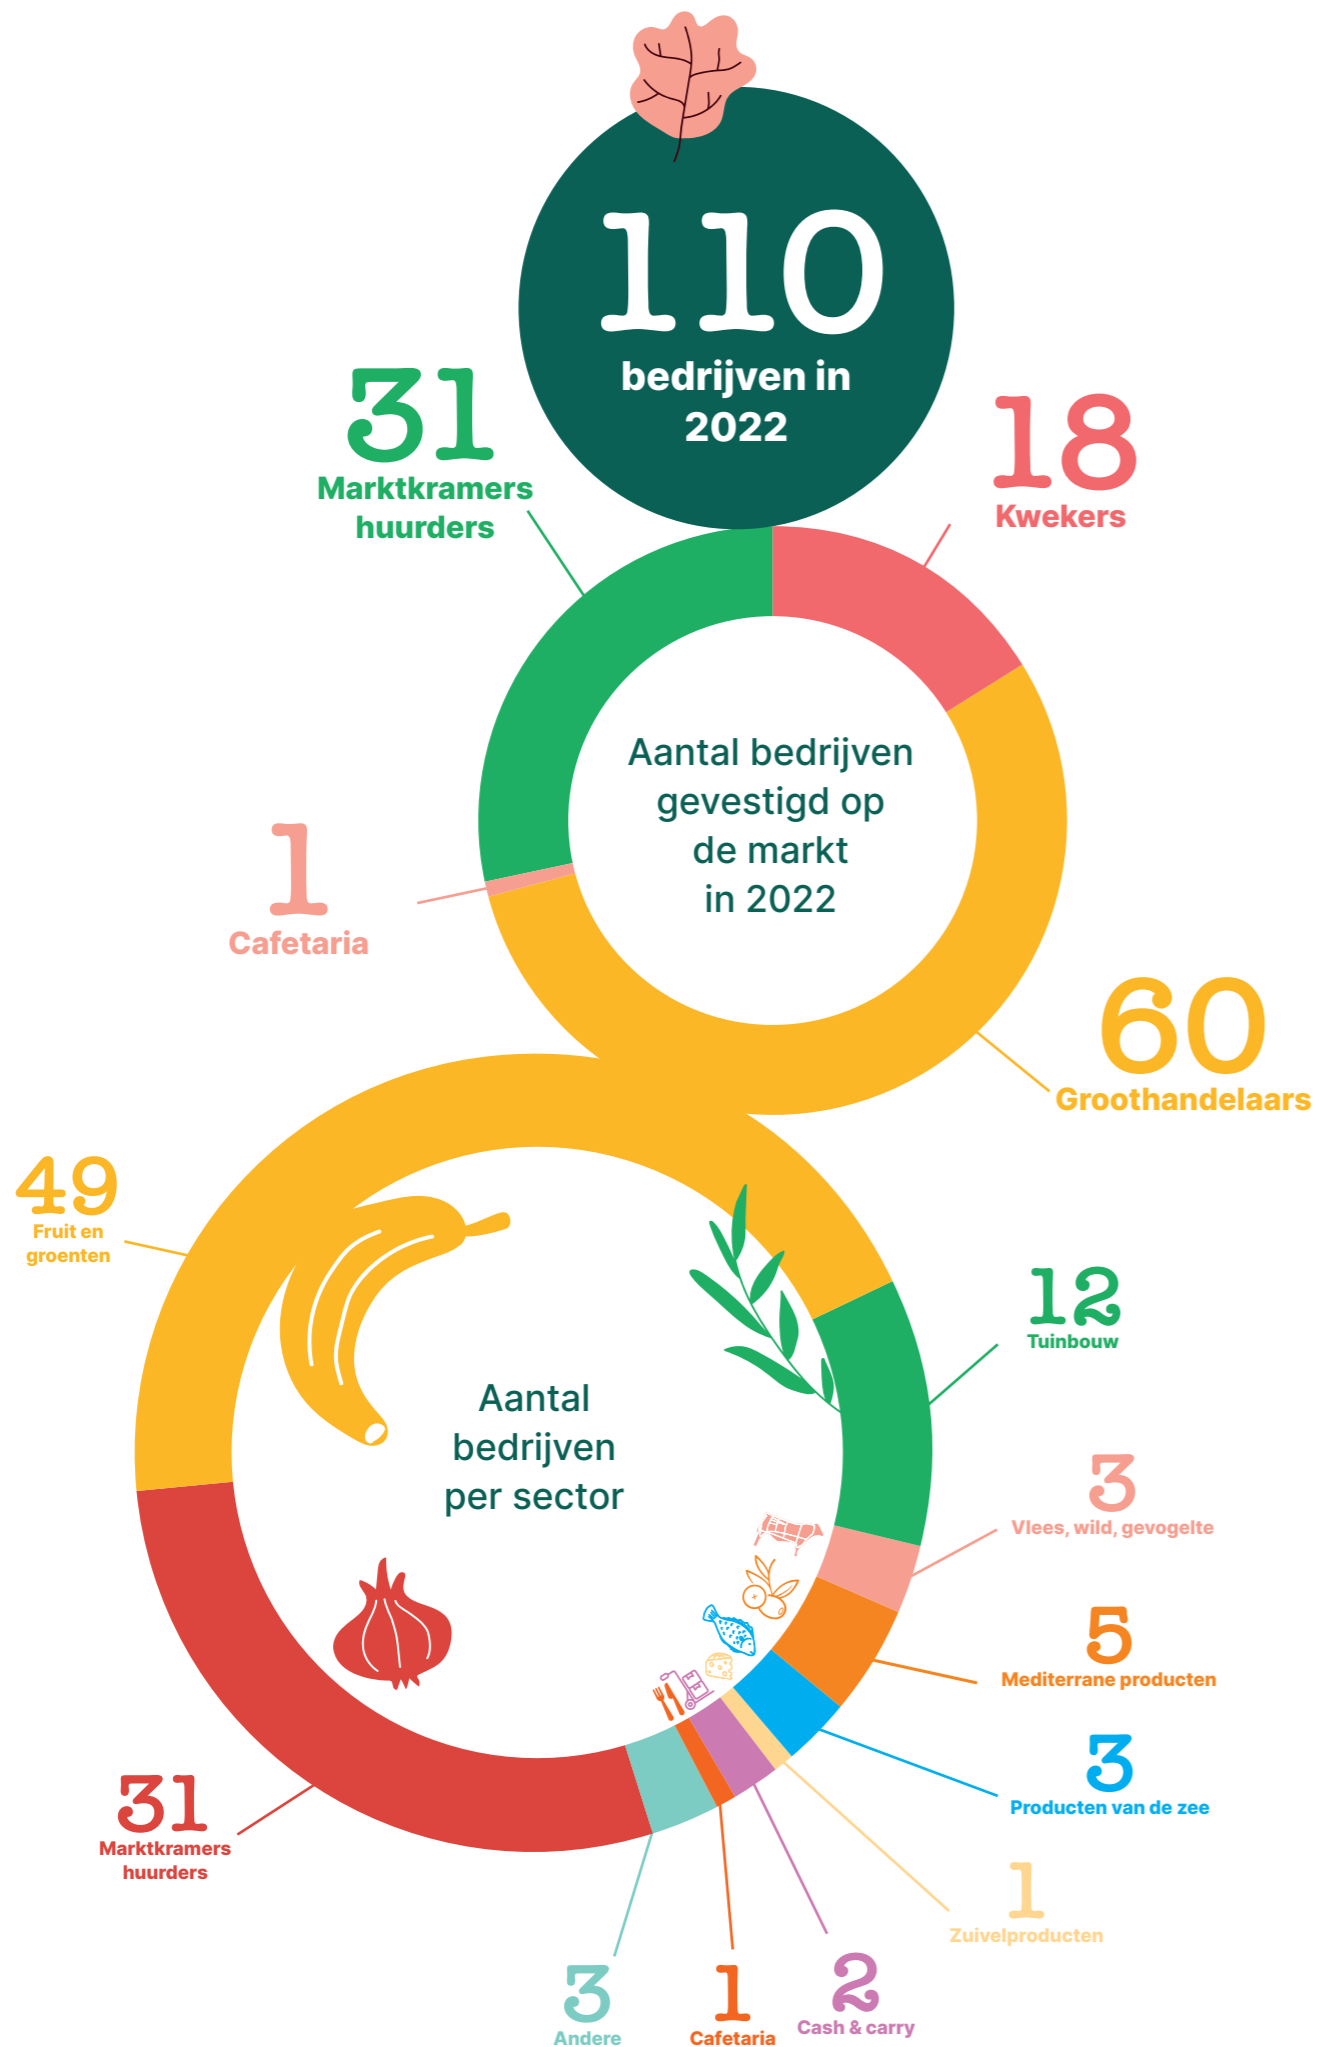 110
bedrijven in
2022
31
Marktkramers
huurders
18
Kwekers
Aantal bedrijven
gevestigd op
de markt
in 2022
1
Cafetaria
60
Groothandelaars
49
Fruit en
groenten
12
Tuinbouw
Aantal
bedrijven
per sector
3
Vlees, wild, gevogelte
5
Mediterrane producten
3
Producten van de zee
31
Marktkramers
huurders
1
Zuivelproducten
2
Cash & carry
1
Cafetaria
3
Andere